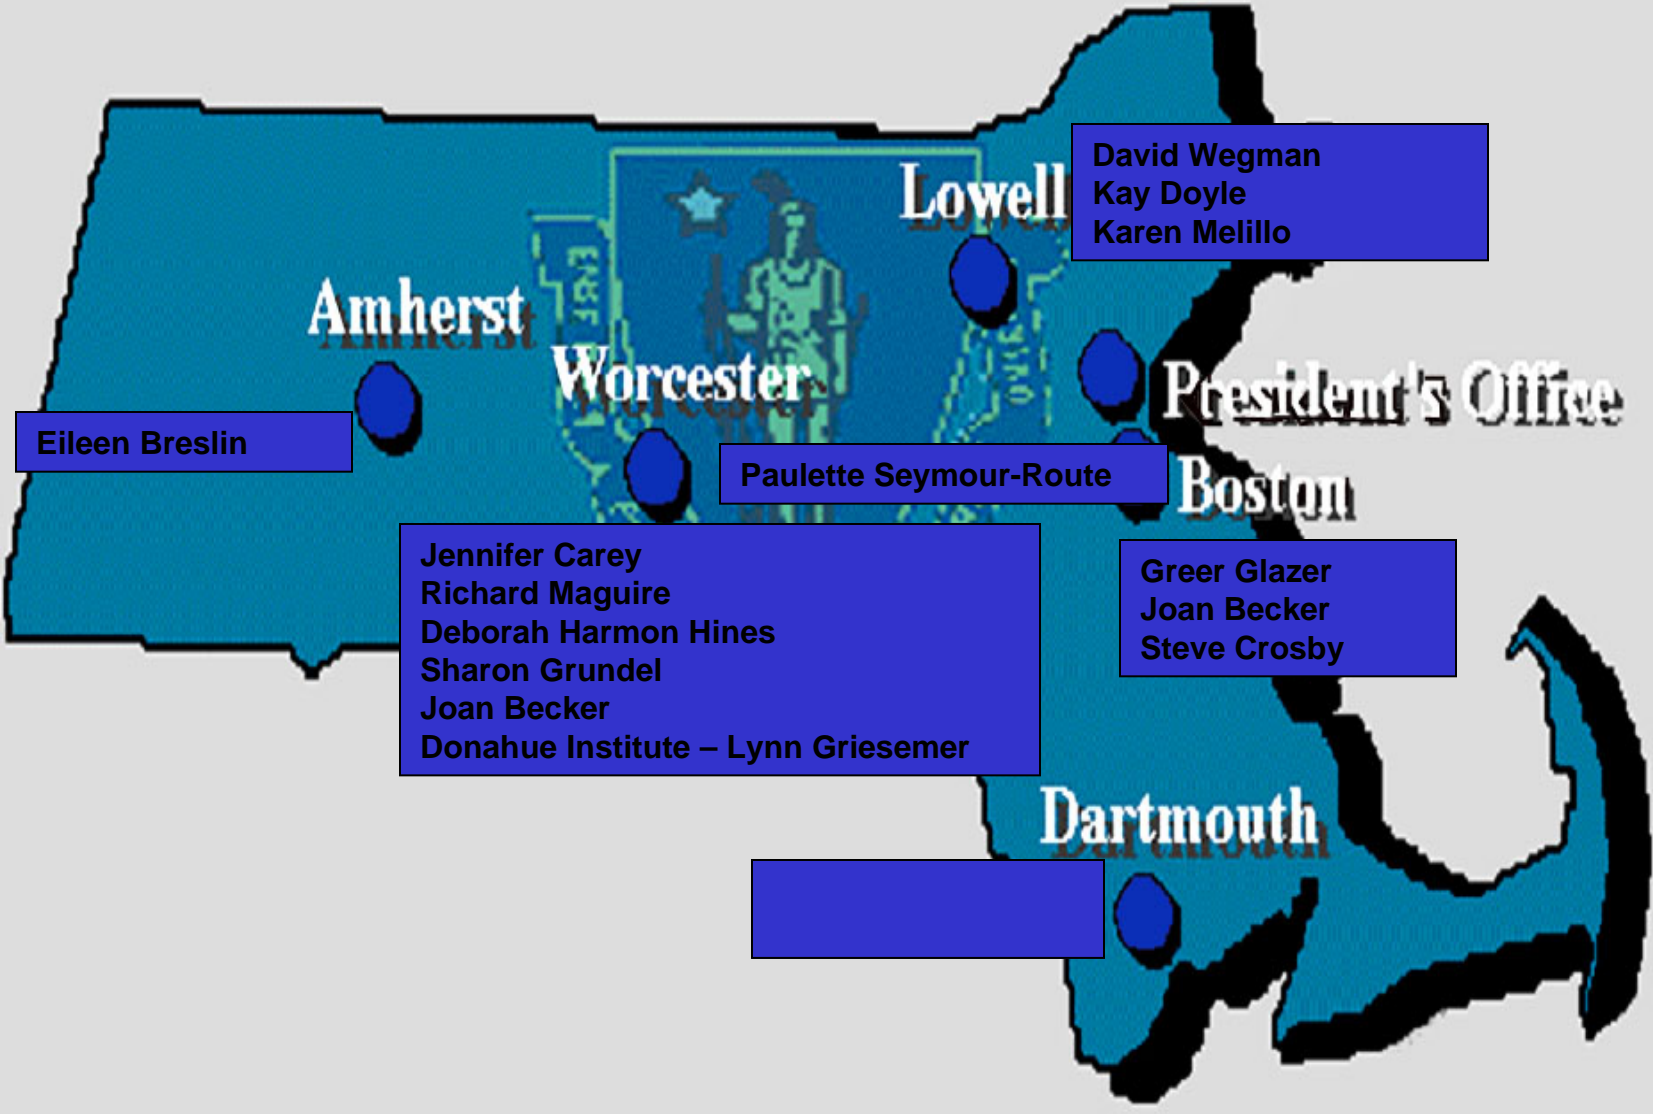 Lowell
David Wegman
Kay Doyle
Karen Melillo
Amherst
Worcester
President's Office
Eileen Breslin
Paulette Seymour-Route
Boston
Jennifer Carey
Richard Maguire
Deborah Harmon Hines
Sharon Grundel
Joan Becker
Donahue Institute – Lynn Griesemer
Greer Glazer
Joan Becker
Steve Crosby
Dartmouth